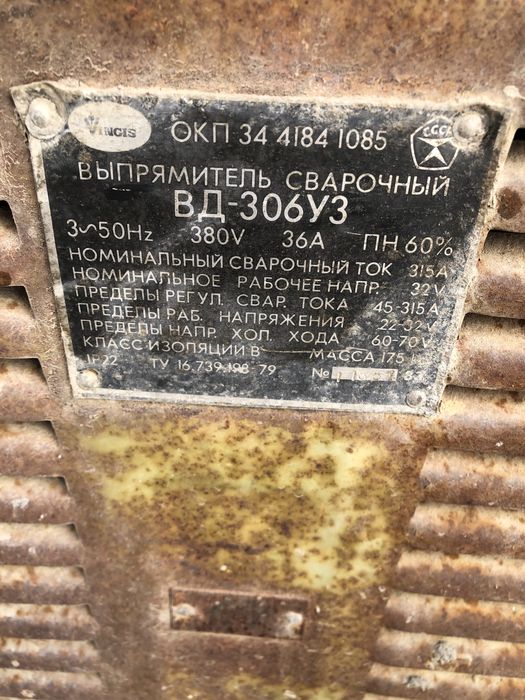 VINCIS
ОКП 34 4184 1085
СССР
ВЫПРЯМИТЕЛЬ СВАРОЧНЫЙ
ВД-306У3
3~50Hz 380V 36A ПН 60%
НОМИНАЛЬНЫЙ СВАРОЧНЫЙ ТОК 315А
НОМИНАЛЬНОЕ РАБОЧЕЕ НАПР. 32V
ПРЕДЕЛЫ РЕГУЛ. СВАР. ТОКА 45-315А
ПРЕДЕЛЫ РАБ. НАПРЯЖЕНИЯ 22-32V
ПРЕДЕЛЫ НАПР. ХОЛ. ХОДА 60-70V
КЛАСС ИЗОЛЯЦИИ В МАССА 175
IP22 ТУ 16.739.198-79 №